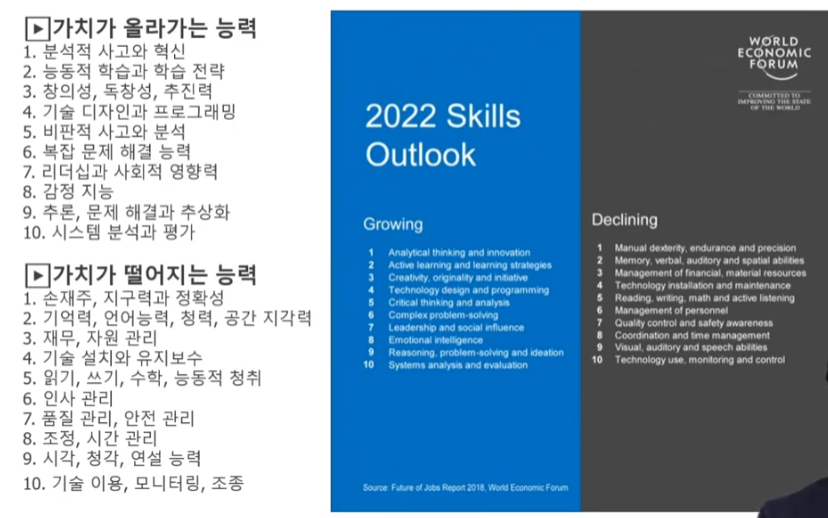 ▶가치가 올라가는 능력
1. 분석적 사고와 혁신
2. 능동적 학습과 학습 전략
3. 창의성, 독창성, 추진력
4. 기술 디자인과 프로그래밍
5. 비판적 사고와 분석
6. 복잡 문제 해결 능력
7. 리더십과 사회적 영향력
8. 감정 지능
9. 추론, 문제 해결과 추상화
10. 시스템 분석과 평가
▶가치가 떨어지는 능력
1. 손재주, 지구력과 정확성
2. 기억력, 언어능력, 청력, 공간 지각력
3. 재무, 자원 관리
4. 기술 설치와 유지보수
5. 읽기, 쓰기, 수학, 능동적 청취
6. 인사 관리
7. 품질 관리, 안전 관리
8. 조정, 시간 관리
9. 시각, 청각, 연설 능력
10. 기술 이용, 모니터링, 조종
WORLD
ECONOMIC
FORUM
COMMITTED TO
IMPROVING THE STATE
OF THE WORLD
2022 Skills
Outlook
Growing
1 Analytical thinking and innovation
2 Active learning and learning strategies
3 Creativity, originality and initiative
4 Technology design and programming
5 Critical thinking and analysis
6 Complex problem-solving
7 Leadership and social influence
8 Emotional intelligence
9 Reasoning, problem-solving and ideation
10 Systems analysis and evaluation
Declining
1 Manual dexterity, endurance and precision
2 Memory, verbal, auditory and spatial abilities
3 Management of financial, material resources
4 Technology installation and maintenance
5 Reading, writing, math and active listening
6 Management of personnel
7 Quality control and safety awareness
8 Coordination and time management
9 Visual, auditory and speech abilities
10 Technology use, monitoring and control
Source: Future of Jobs Report 2018, World Economic Forum